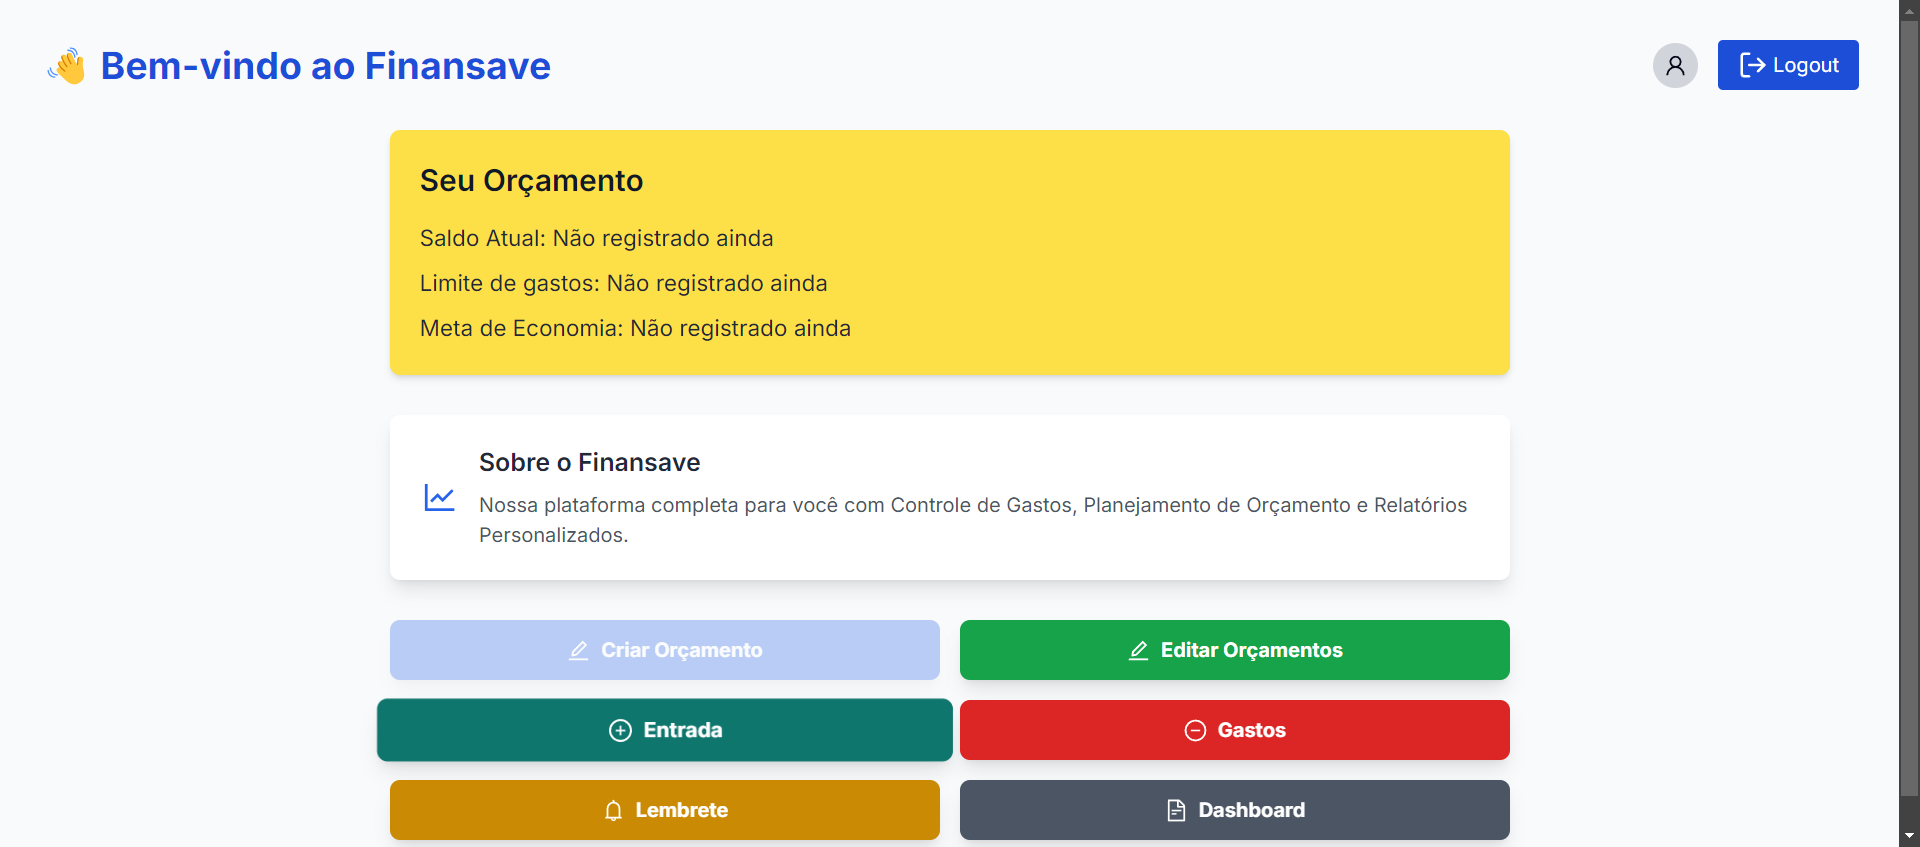 Bem-vindo ao Finansave
Logout
Seu Orçamento
Saldo Atual: Não registrado ainda
Limite de gastos: Não registrado ainda
Meta de Economia: Não registrado ainda
Sobre o Finansave
Nossa plataforma completa para você com Controle de Gastos, Planejamento de Orçamento e Relatórios
Personalizados.
Criar Orçamento
Editar Orçamentos
Entrada
Gastos
Lembrete
Dashboard